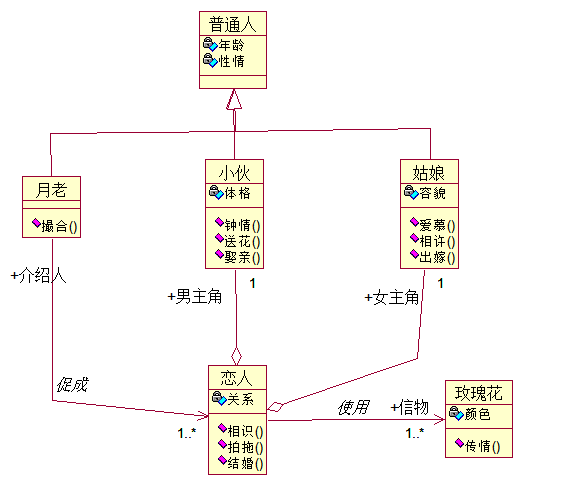 普通人
年龄
性情
月老
撮合()
小伙
体格
钟情()
送花()
娶亲()
姑娘
容貌
爱慕()
相许()
出嫁()
+介绍人
1
+男主角
1
+女主角
促成
1..*
恋人
关系
相识()
拍拖()
结婚()
使用
+信物
1..*
玫瑰花
颜色
传情()